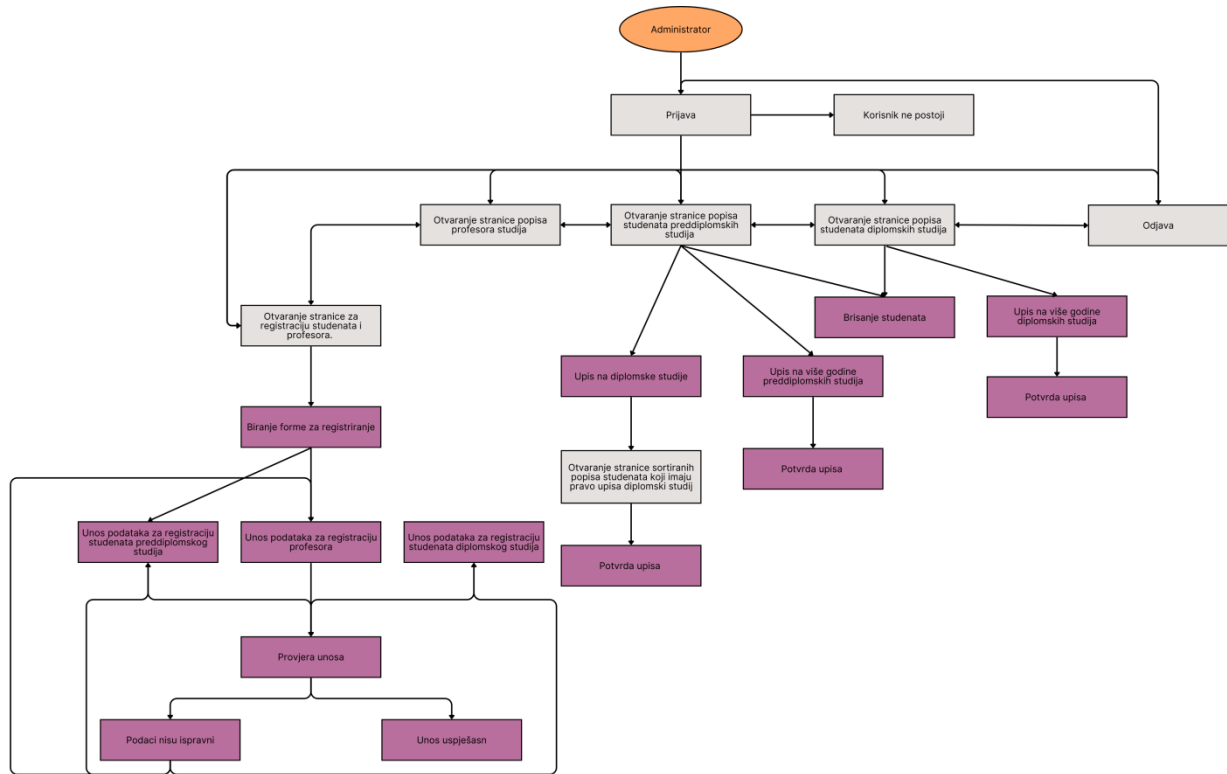 Administrator
Prijava
Korisnik ne postoji
Otvaranje stranice popisa
profesora studija
Otvaranje stranice popisa
studenata preddiplomskih
studija
Otvaranje stranice popisa
studenata diplomskih studija
Odjava
Otvaranje stranice za
registraciju studenata i
profesora.
Brisanje studenata
Upis na više godine
diplomskih studija
Upis na diplomske studije
Upis na više godine
preddiplomskih studija
Potvrda upisa
Biranje forme za registriranje
Otvaranje stranice sortiranih
popisa studenata koji imaju
pravo upisa diplomski studij
Potvrda upisa
Unos podataka za registraciju
studenata preddiplomskog
studija
Unos podataka za registraciju
profesora
Unos podataka za registraciju
studenata diplomskog studija
Potvrda upisa
Provjera unosa
Podaci nisu ispravni
Unos uspješasn